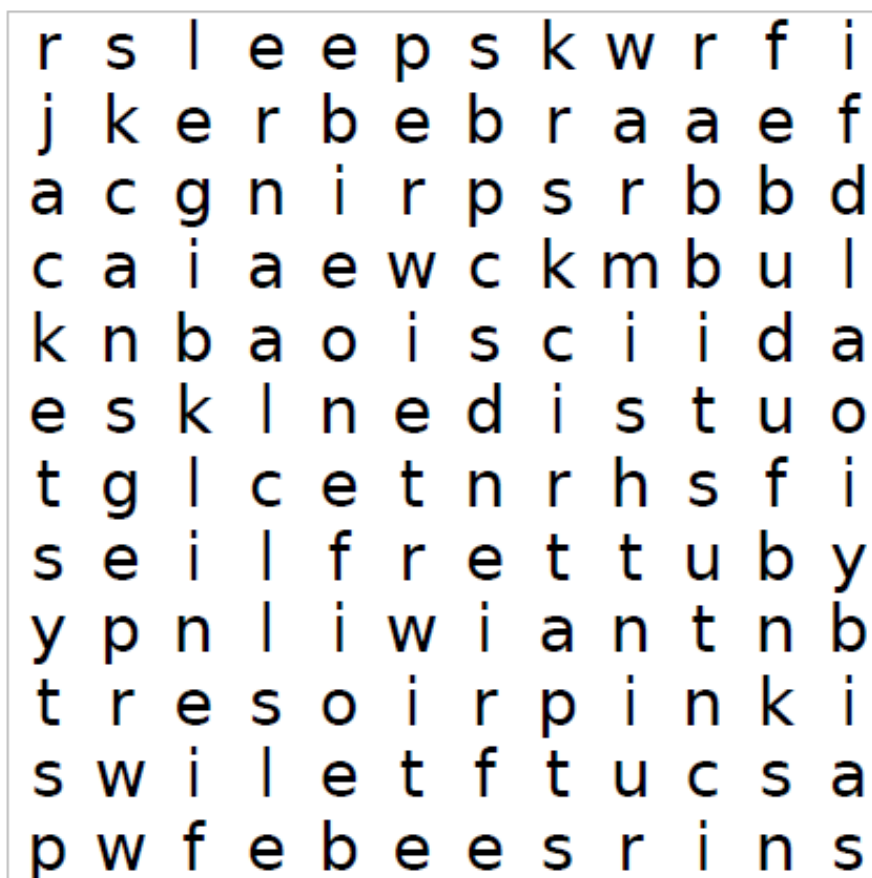 r s l e e p s k w r f i
j k e r b e b r a a e f
a c g n i r p s r b b d
c a i a e w c k m b u l
k n b a o i s c i i d a
e s k l n e d i s t u o
t g l c e t n r h s f i
s e i l f r e t t u b y
y p n l i w i a n t n b
t r e s o i r p i n k i
s w i l e t f t u c s a
p w f e b e e s r i n s